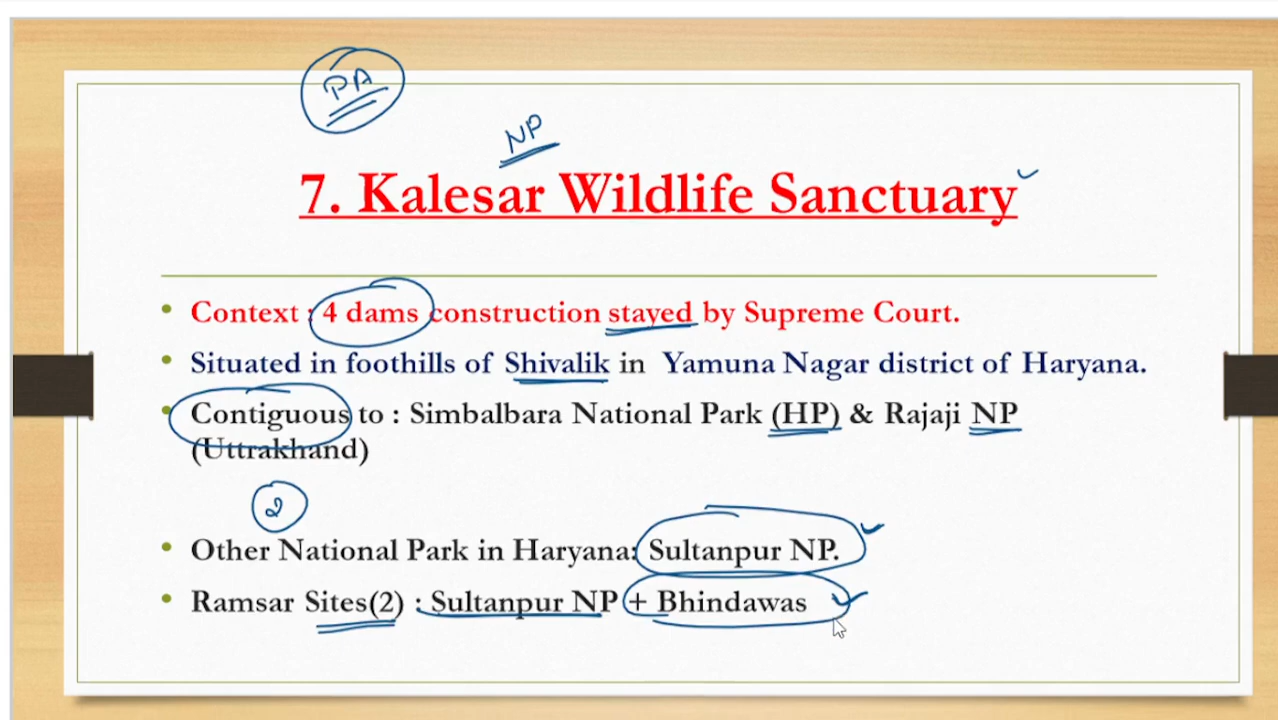 PA
NP
7. Kalesar Wildlife Sanctuary
• Context : 4 dams construction stayed by Supreme Court.
• Situated in foothills of Shivalik in Yamuna Nagar district of Haryana.
• Contiguous to : Simbalbara National Park (HP) & Rajaji NP
(Uttrakhand)
2
• Other National Park in Haryana: Sultanpur NP.
• Ramsar Sites(2) : Sultanpur NP + Bhindawas